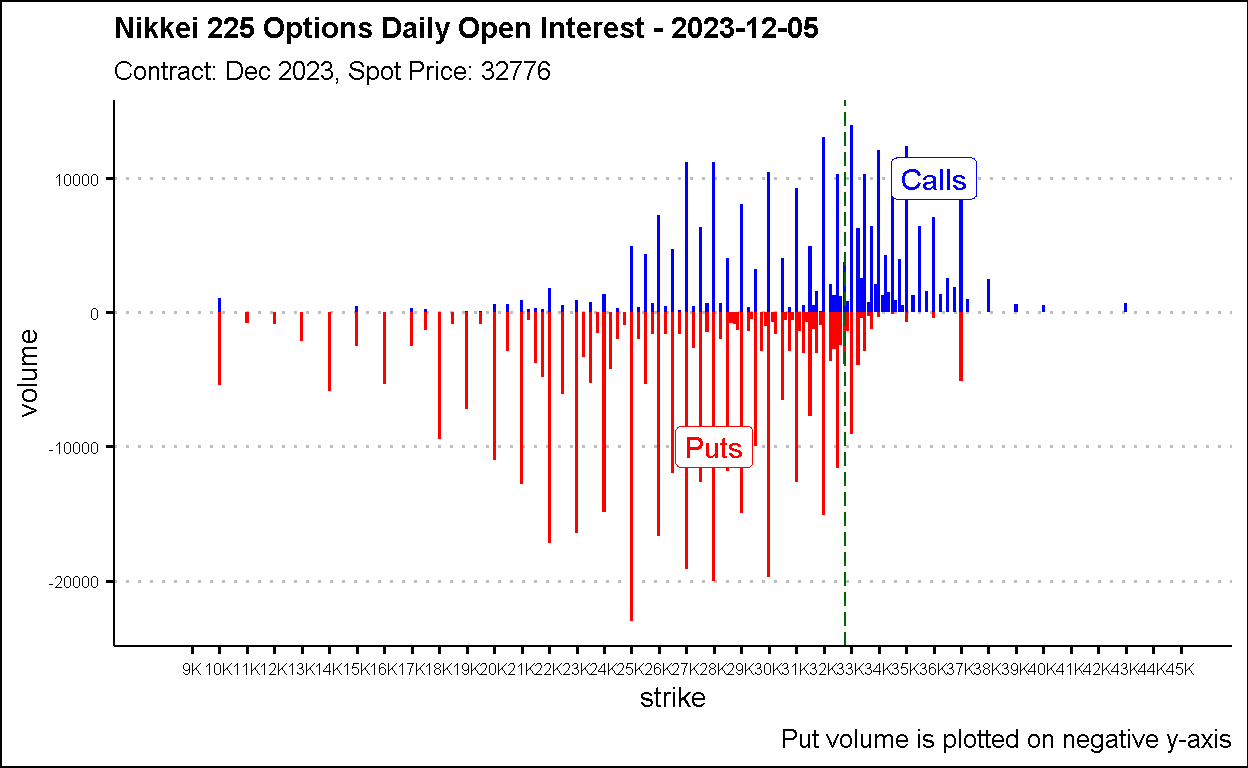 Nikkei 225 Options Daily Open Interest - 2023-12-05
Contract: Dec 2023, Spot Price: 32776
volume
10000
0
-10000
-20000
Calls
Puts
9K 10K 11K 12K 13K 14K 15K 16K 17K 18K 19K 20K 21K 22K 23K 24K 25K 26K 27K 28K 29K 30K 31K 32K 33K 34K 35K 36K 37K 38K 39K 40K 41K 42K 43K 44K 45K
strike
Put volume is plotted on negative y-axis